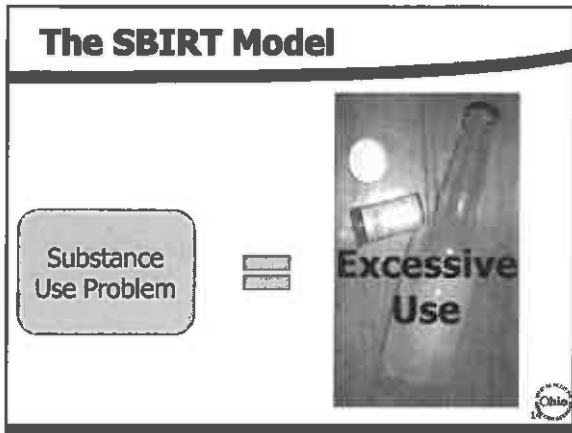 The SBIRT Model
Substance
Use Problem
=
Excessive
Use
Ohio